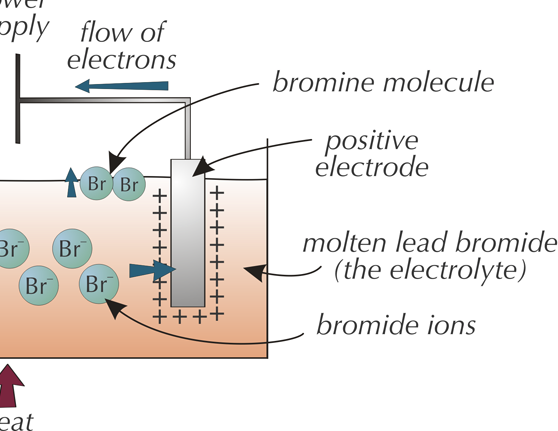 flow of
electrons
bromine molecule
positive
electrode
Br Br
+ +
+ +
+ +
+ +
+ +
+ +
+ +
+ +
+ + + +
Br⁻ Br⁻
Br⁻ Br⁻
molten lead bromide
(the electrolyte)
bromide ions